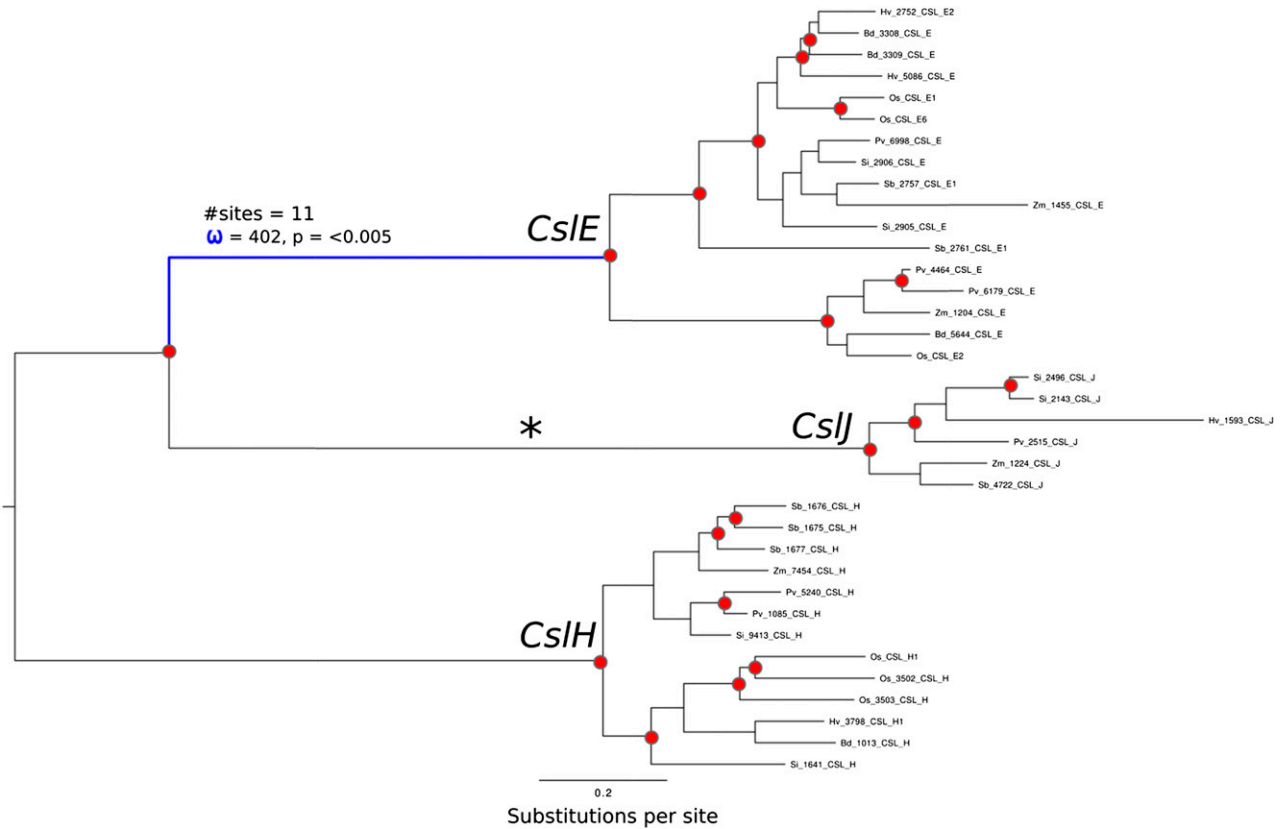 Hv_2752_CSL_E2
Bd_3308_CSL_E
Bd_3309_CSL_E
Hv_5086_CSL_E
Os_CSL_E1
Os_CSL_E6
Pv_6998_CSL_E
Si_2906_CSL_E
Sb_2757_CSL_E1
Zm_1455_CSL_E
#sites = 11
Si_2905_CSL_E
CslE
ω = 402, p = <0.005
Sb_2761_CSL_E1
Pv_4464_CSL_E
Pv_6179_CSL_E
Zm_1204_CSL_E
Bd_5644_CSL_E
Os_CSL_E2
Si_2496_CSL_J
Si_2143_CSL_J
Hv_1593_CSL_J
*
CslJ
Pv_2515_CSL_J
Zm_1224_CSL_J
Sb_4722_CSL_J
Sb_1676_CSL_H
Sb_1675_CSL_H
Sb_1677_CSL_H
Zm_7454_CSL_H
Pv_5240_CSL_H
Pv_1085_CSL_H
CslH
Si_9413_CSL_H
Os_CSL_H1
Os_3502_CSL_H
Os_3503_CSL_H
Hv_3798_CSL_H1
Bd_1013_CSL_H
Si_1641_CSL_H
0.2
Substitutions per site